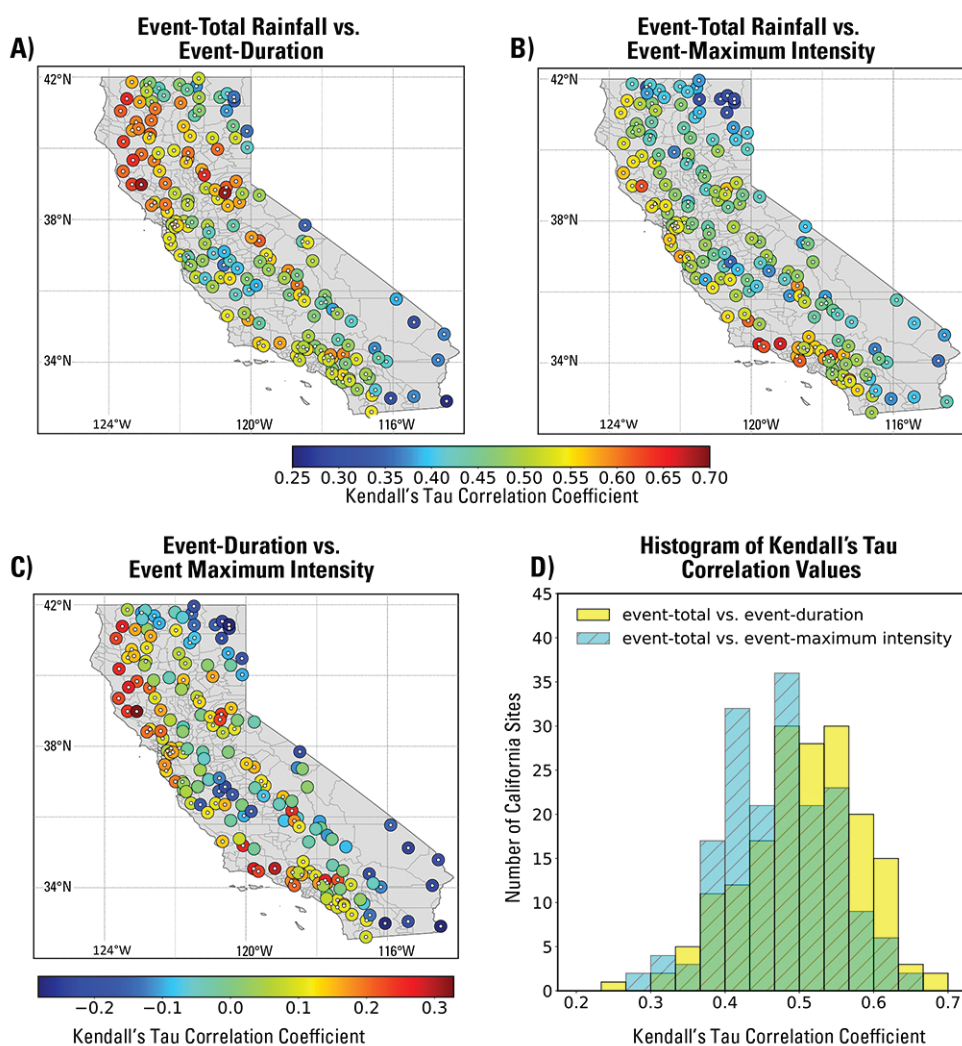 A)
Event-Total Rainfall vs.
Event-Duration
42°N
38°N
34°N
124°W
120°W
116°W
B)
Event-Total Rainfall vs.
Event-Maximum Intensity
42°N
38°N
34°N
124°W
120°W
116°W
0.25 0.30 0.35 0.40 0.45 0.50 0.55 0.60 0.65 0.70
Kendall's Tau Correlation Coefficient
C)
Event-Duration vs.
Event Maximum Intensity
42°N
38°N
34°N
124°W
120°W
116°W
−0.2 −0.1 0.0 0.1 0.2 0.3
Kendall's Tau Correlation Coefficient
D)
Histogram of Kendall's Tau
Correlation Values
event-total vs. event-duration
event-total vs. event-maximum intensity
Number of California Sites
45
40
35
30
25
20
15
10
5
0
0.2 0.3 0.4 0.5 0.6 0.7
Kendall's Tau Correlation Coefficient